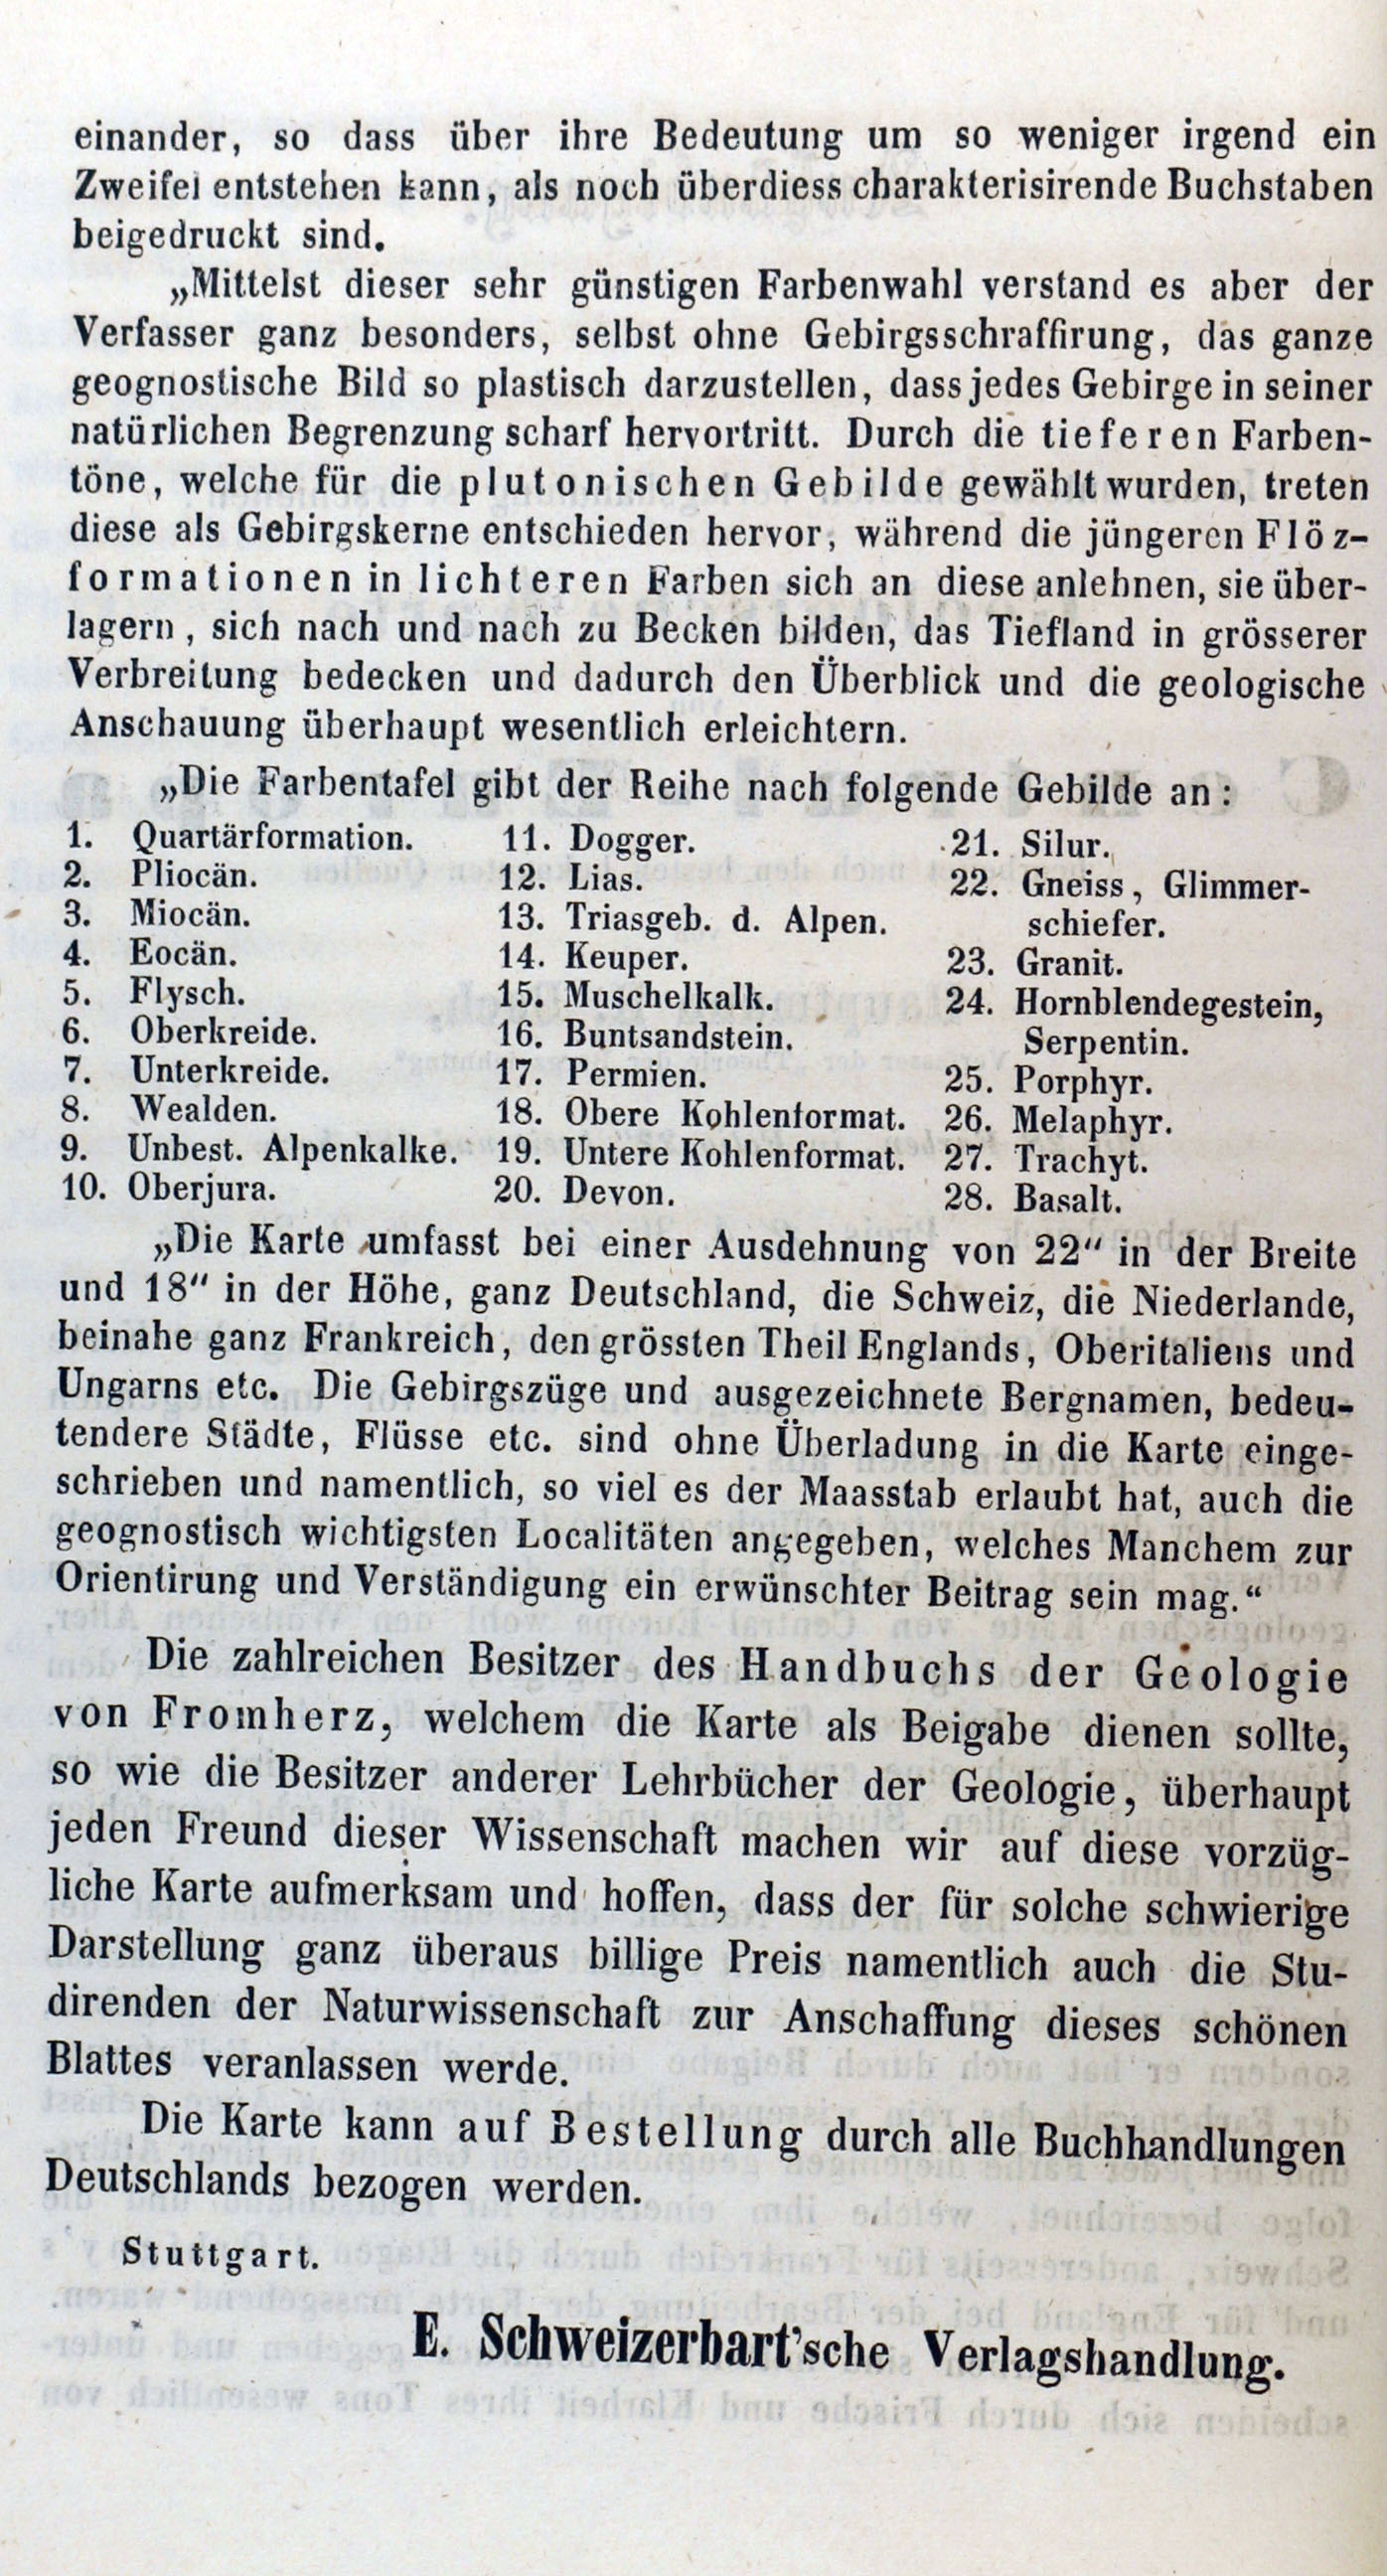 einander, so dass über ihre Bedeutung um so weniger irgend ein
Zweifel entstehen kann, als noch überdiess charakterisirende Buchstaben
beigedruckt sind.
„Mittelst dieser sehr günstigen Farbenwahl verstand es aber der
Verfasser ganz besonders, selbst ohne Gebirgsschraffirung, das ganze
geognostische Bild so plastisch darzustellen, dass jedes Gebirge in seiner
natürlichen Begrenzung scharf hervortritt. Durch die tieferen Farben-
töne, welche für die plutonischen Gebilde gewählt wurden, treten
diese als Gebirgskerne entschieden hervor, während die jüngeren Flöz-
formationen in lichteren Farben sich an diese anlehnen, sie über-
lagern, sich nach und nach zu Becken bilden, das Tiefland in grösserer
Verbreitung bedecken und dadurch den Überblick und die geologische
Anschauung überhaupt wesentlich erleichtern.
„Die Farbentafel gibt der Reihe nach folgende Gebilde an:
1. Quartärformation.
2. Pliocän.
3. Miocän.
4. Eocän.
5. Flysch.
6. Oberkreide.
7. Unterkreide.
8. Wealden.
9. Unbest. Alpenkalke.
10. Oberjura.
11. Dogger.
12. Lias.
13. Triasgeb. d. Alpen.
14. Keuper.
15. Muschelkalk.
16. Buntsandstein.
17. Permien.
18. Obere Kohlenformat.
19. Untere Kohlenformat.
20. Devon.
21. Silur.
22. Gneiss, Glimmer-
schiefer.
23. Granit.
24. Hornblendegestein,
Serpentin.
25. Porphyr.
26. Melaphyr.
27. Trachyt.
28. Basalt.
„Die Karte umfasst bei einer Ausdehnung von 22“ in der Breite
und 18“ in der Höhe, ganz Deutschland, die Schweiz, die Niederlande,
beinahe ganz Frankreich, den grössten Theil Englands, Oberitaliens und
Ungarns etc. Die Gebirgszüge und ausgezeichnete Bergnamen, bedeu-
tendere Städte, Flüsse etc. sind ohne Überladung in die Karte einge-
schrieben und namentlich, so viel es der Maasstab erlaubt hat, auch die
geognostisch wichtigsten Localitäten angegeben, welches Manchem zur
Orientirung und Verständigung ein erwünschter Beitrag sein mag.“
Die zahlreichen Besitzer des Handbuchs der Geologie
von Fromherz, welchem die Karte als Beigabe dienen sollte,
so wie die Besitzer anderer Lehrbücher der Geologie, überhaupt
jeden Freund dieser Wissenschaft machen wir auf diese vorzüg-
liche Karte aufmerksam und hoffen, dass der für solche schwierige
Darstellung ganz überaus billige Preis namentlich auch die Stu-
direnden der Naturwissenschaft zur Anschaffung dieses schönen
Blattes veranlassen werde.
Die Karte kann auf Bestellung durch alle Buchhandlungen
Deutschlands bezogen werden.
Stuttgart.
E. Schweizerbart'sche Verlagshandlung.